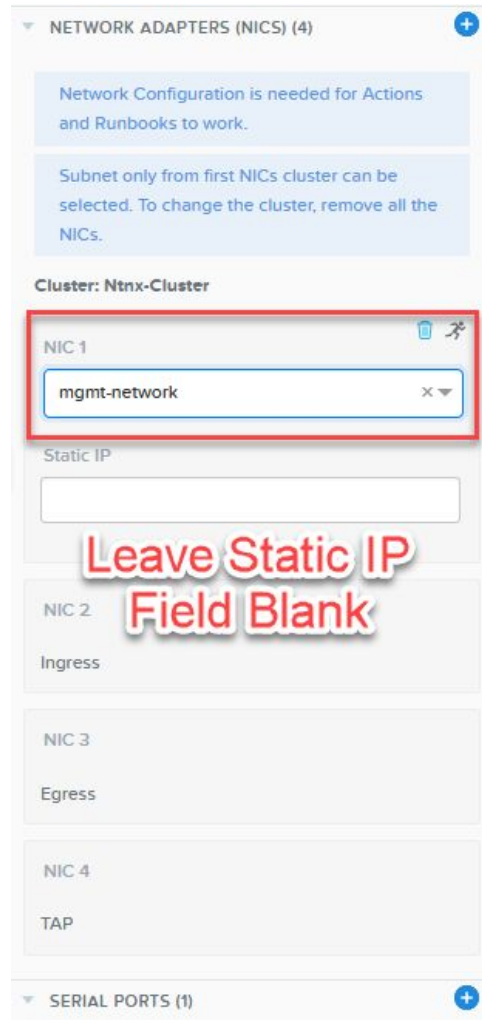 NETWORK ADAPTERS (NICS) (4)
Network Configuration is needed for Actions
and Runbooks to work.
Subnet only from first NICs cluster can be
selected. To change the cluster, remove all the
NICs.
Cluster: Ntnx-Cluster
NIC 1
mgmt-network
Static IP
Leave Static IP
Field Blank
NIC 2
Ingress
NIC 3
Egress
NIC 4
TAP
SERIAL PORTS (1)